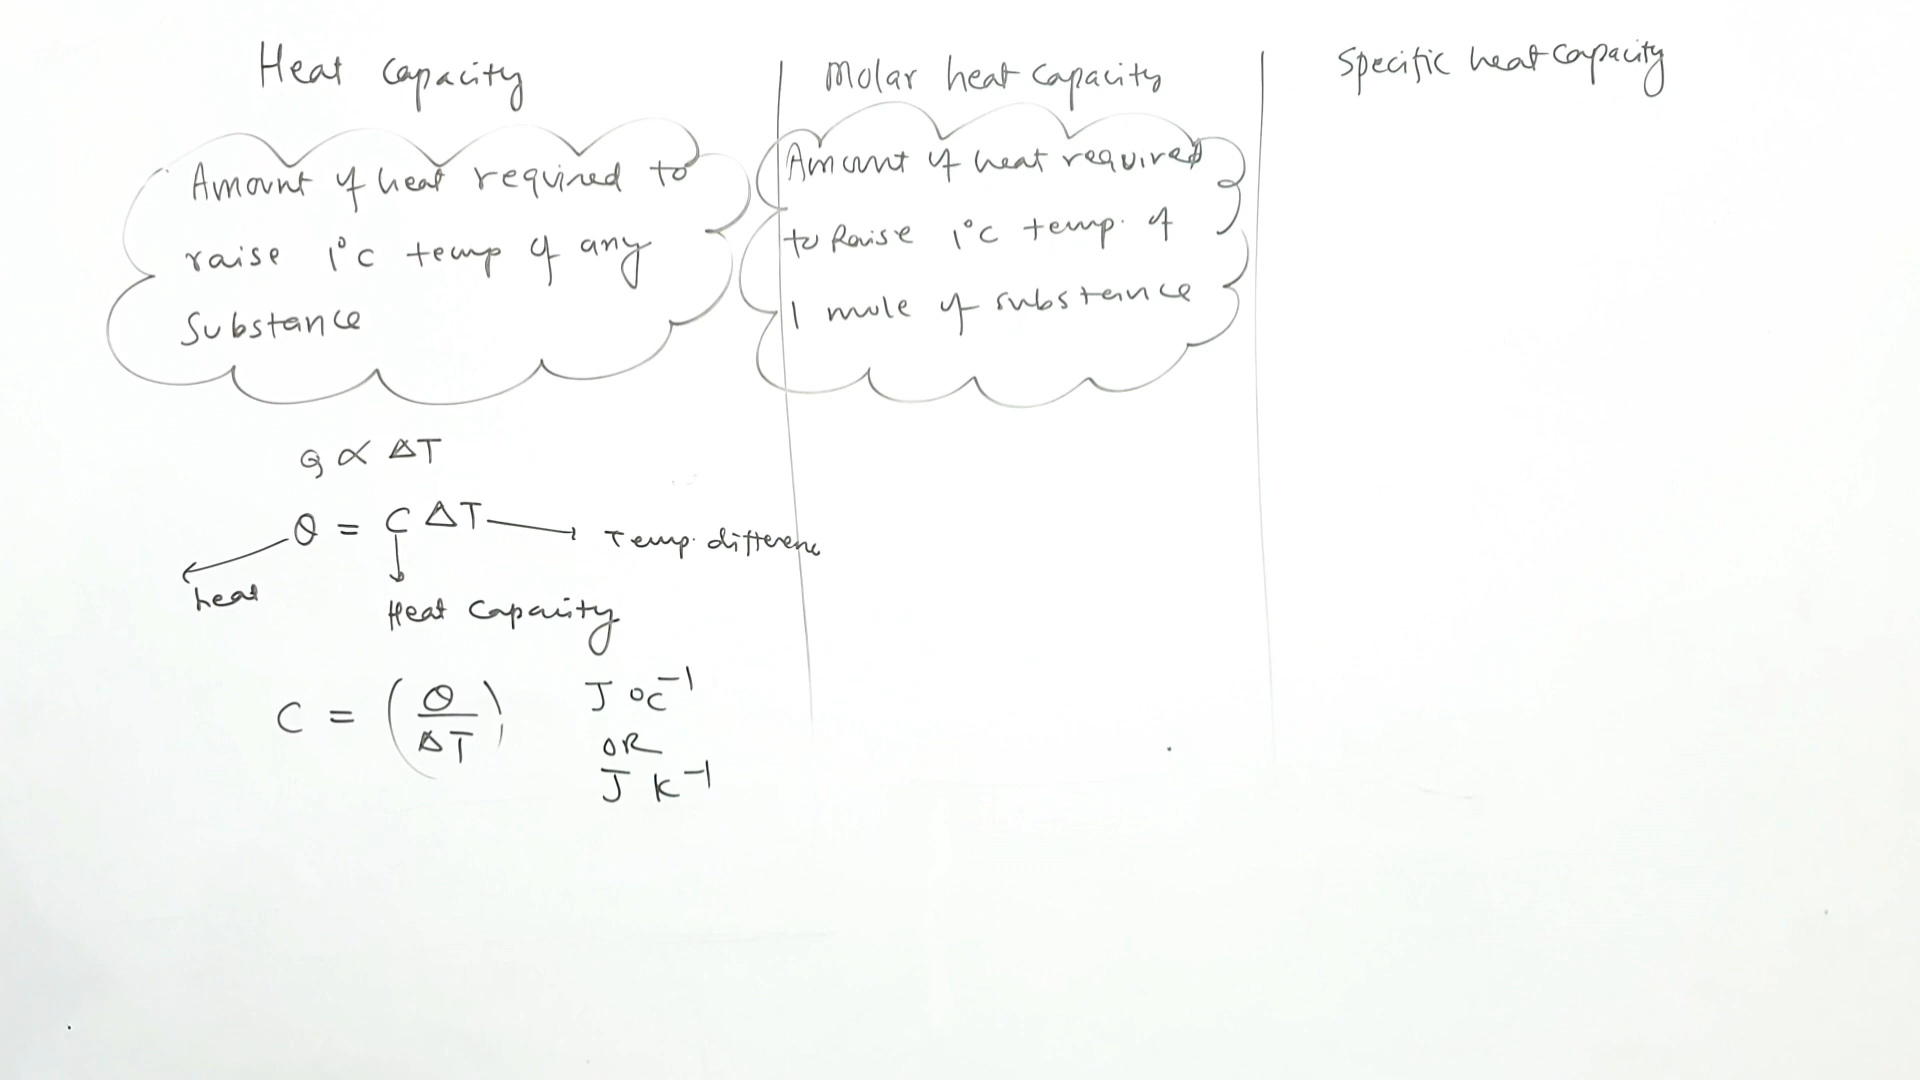 Heat Capacity
Amount of heat required to
raise 1°C temp of any
Substance
Q ∝ ΔT
Q = C ΔT → Temp. differenc
heat
Heat Capacity
C = (Q/ΔT) J °C⁻¹
OR
J K⁻¹
Molar heat Capacity
Amount of heat required
to Raise 1°C temp. of
1 mole of substance
Specific heat Capacity